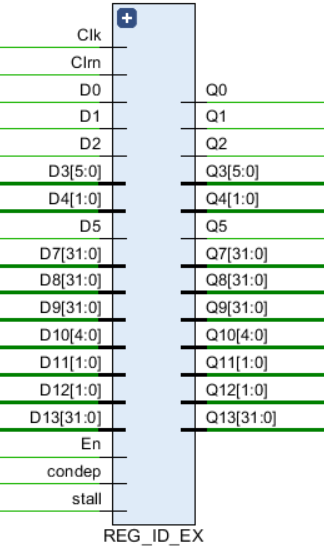 Clk
Clrn
D0 Q0
D1 Q1
D2 Q2
D3[5:0] Q3[5:0]
D4[1:0] Q4[1:0]
D5 Q5
D7[31:0] Q7[31:0]
D8[31:0] Q8[31:0]
D9[31:0] Q9[31:0]
D10[4:0] Q10[4:0]
D11[1:0] Q11[1:0]
D12[1:0] Q12[1:0]
D13[31:0] Q13[31:0]
En
condep
stall
REG_ID_EX